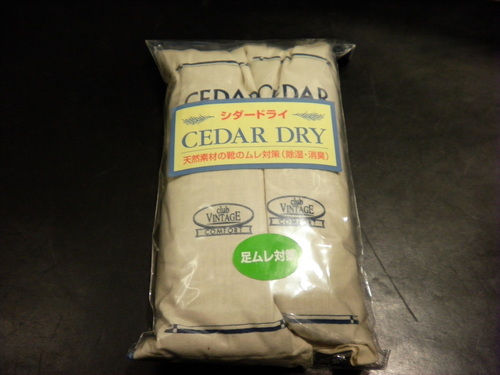 CEDAR
CEDAR
シダードライ
CEDAR DRY
天然素材の靴のムレ対策(除湿・消臭)
club
VINTAGE
COMFORT
club
VINTAGE
COMFORT
足ムレ対策